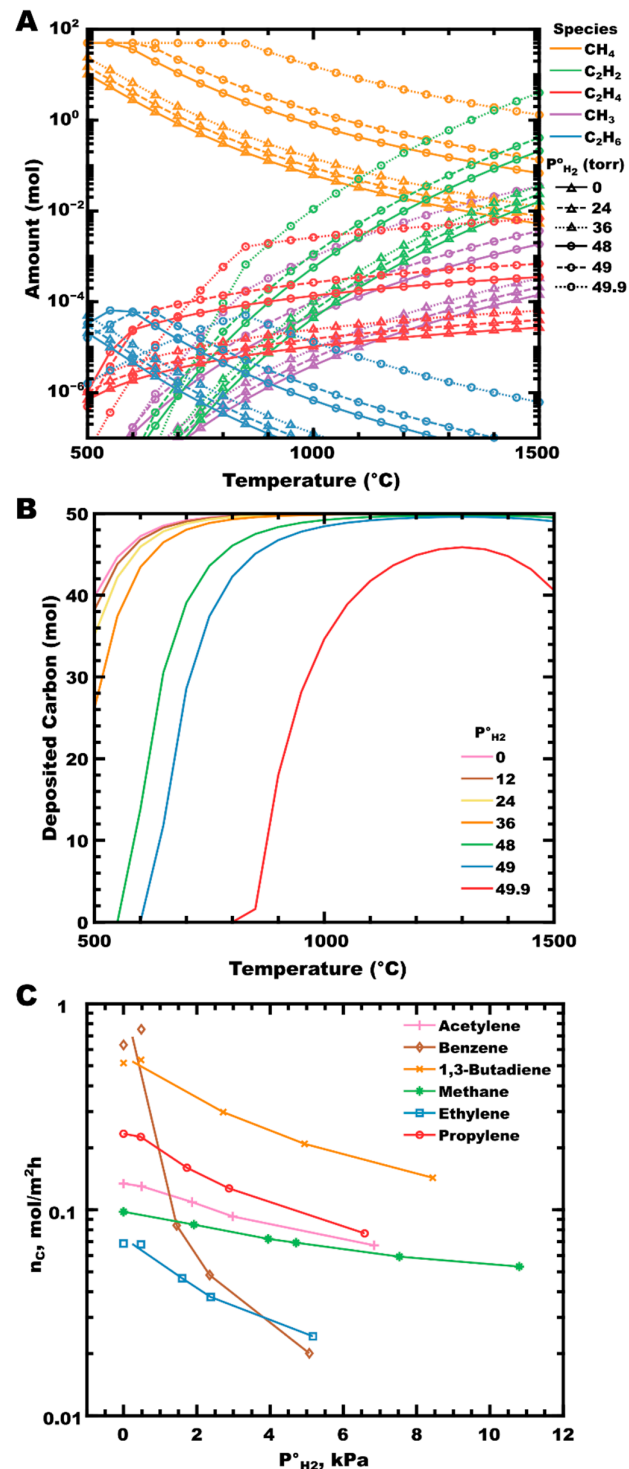 A
Species
CH₄
C₂H₂
C₂H₄
CH₃
C₂H₆
P°H₂ (torr)
0
24
36
48
49
49.9
10²
10⁰
10⁻²
10⁻⁴
10⁻⁶
Amount (mol)
500
1000
1500
Temperature (°C)
B
50
40
30
20
10
0
Deposited Carbon (mol)
P°H2
0
12
24
36
48
49
49.9
500
1000
1500
Temperature (°C)
C
1
0.1
0.01
nC, mol/m²h
Acetylene
Benzene
1,3-Butadiene
Methane
Ethylene
Propylene
0 2 4 6 8 10 12
P°H2, kPa